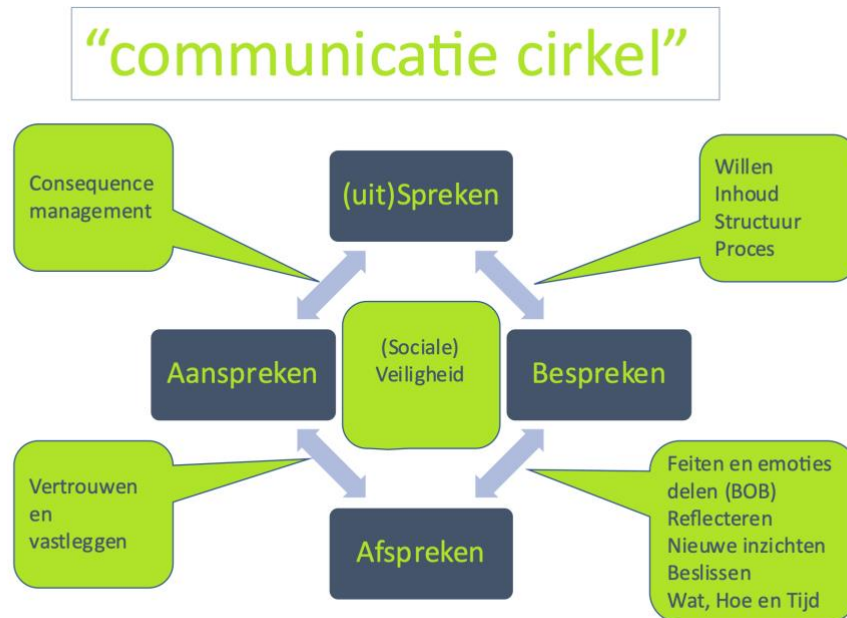 “communicatie cirkel”
Consequence
management
(uit)Spreken
Willen
Inhoud
Structuur
Proces
Aanspreken
(Sociale)
Veiligheid
Bespreken
Vertrouwen
en
vastleggen
Afspreken
Feiten en emoties
delen (BOB)
Reflecteren
Nieuwe inzichten
Beslissen
Wat, Hoe en Tijd